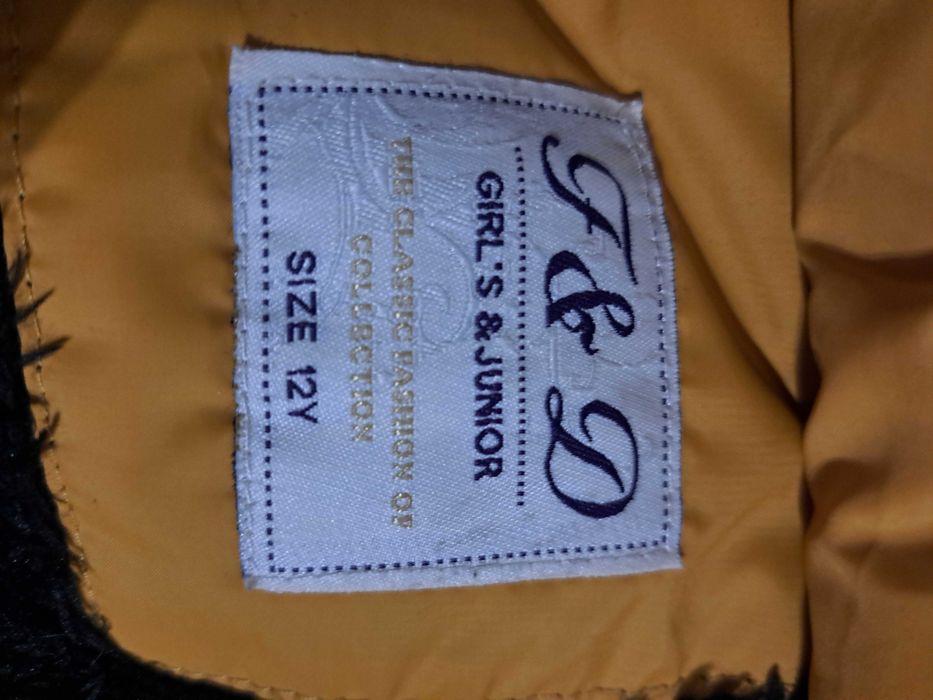 F & D
GIRL'S & JUNIOR
THE CLASSIC FASHION OF
COLLECTION
SIZE 12Y